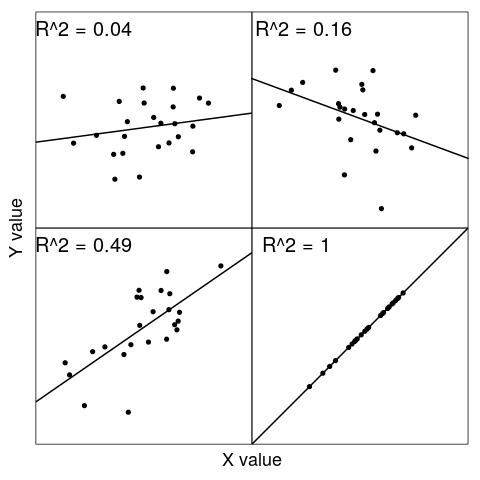 R^2 = 0.04
R^2 = 0.16
R^2 = 0.49
R^2 = 1
Y value
X value